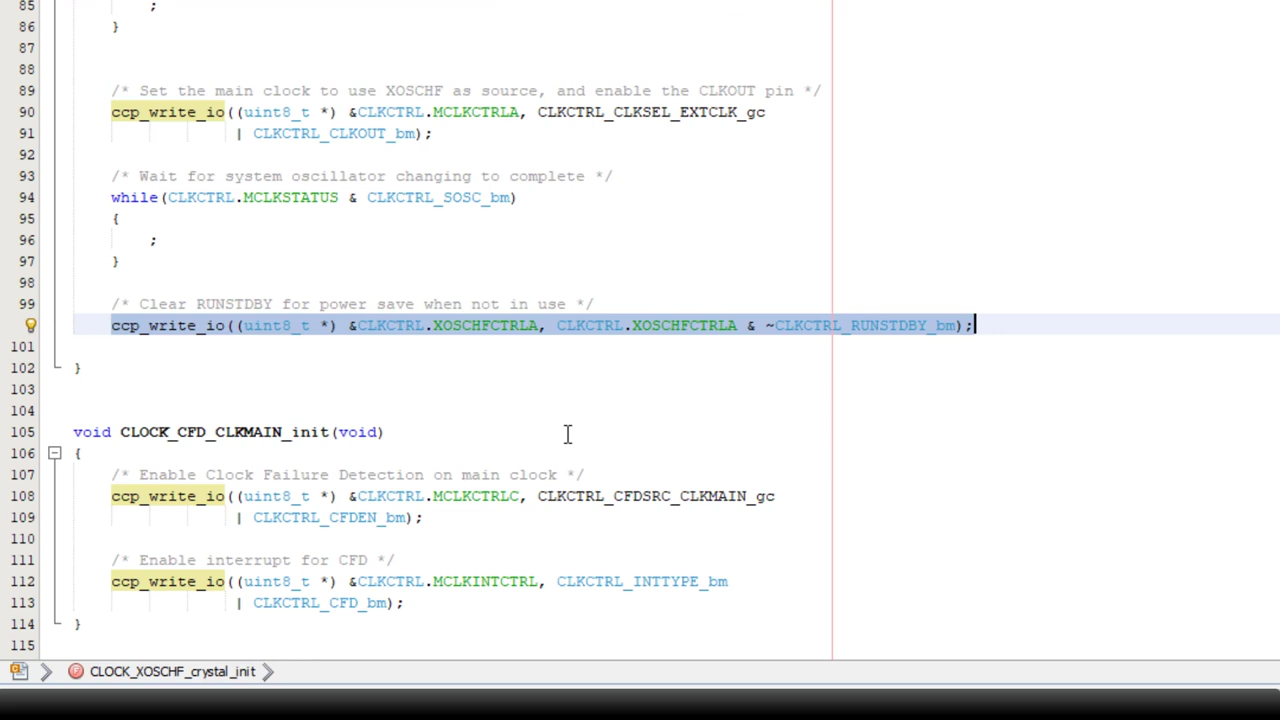 85 ;
86 }
87
88
89 /* Set the main clock to use XOSCHF as source, and enable the CLKOUT pin */
90 ccp_write_io((uint8_t *) &CLKCTRL.MCLKCTRLA, CLKCTRL_CLKSEL_EXTCLK_gc
91 | CLKCTRL_CLKOUT_bm);
92
93 /* Wait for system oscillator changing to complete */
94 while(CLKCTRL.MCLKSTATUS & CLKCTRL_SOSC_bm)
95 {
96 ;
97 }
98
99 /* Clear RUNSTDBY for power save when not in use */
ccp_write_io((uint8_t *) &CLKCTRL.XOSCHFCTRLA, CLKCTRL.XOSCHFCTRLA & ~CLKCTRL_RUNSTDBY_bm);
101
102 }
103
104
105 void CLOCK_CFD_CLKMAIN_init(void)
106 {
107 /* Enable Clock Failure Detection on main clock */
108 ccp_write_io((uint8_t *) &CLKCTRL.MCLKCTRLC, CLKCTRL_CFDSRC_CLKMAIN_gc
109 | CLKCTRL_CFDEN_bm);
110
111 /* Enable interrupt for CFD */
112 ccp_write_io((uint8_t *) &CLKCTRL.MCLKINTCTRL, CLKCTRL_INTTYPE_bm
113 | CLKCTRL_CFD_bm);
114 }
115
CLOCK_XOSCHF_crystal_init